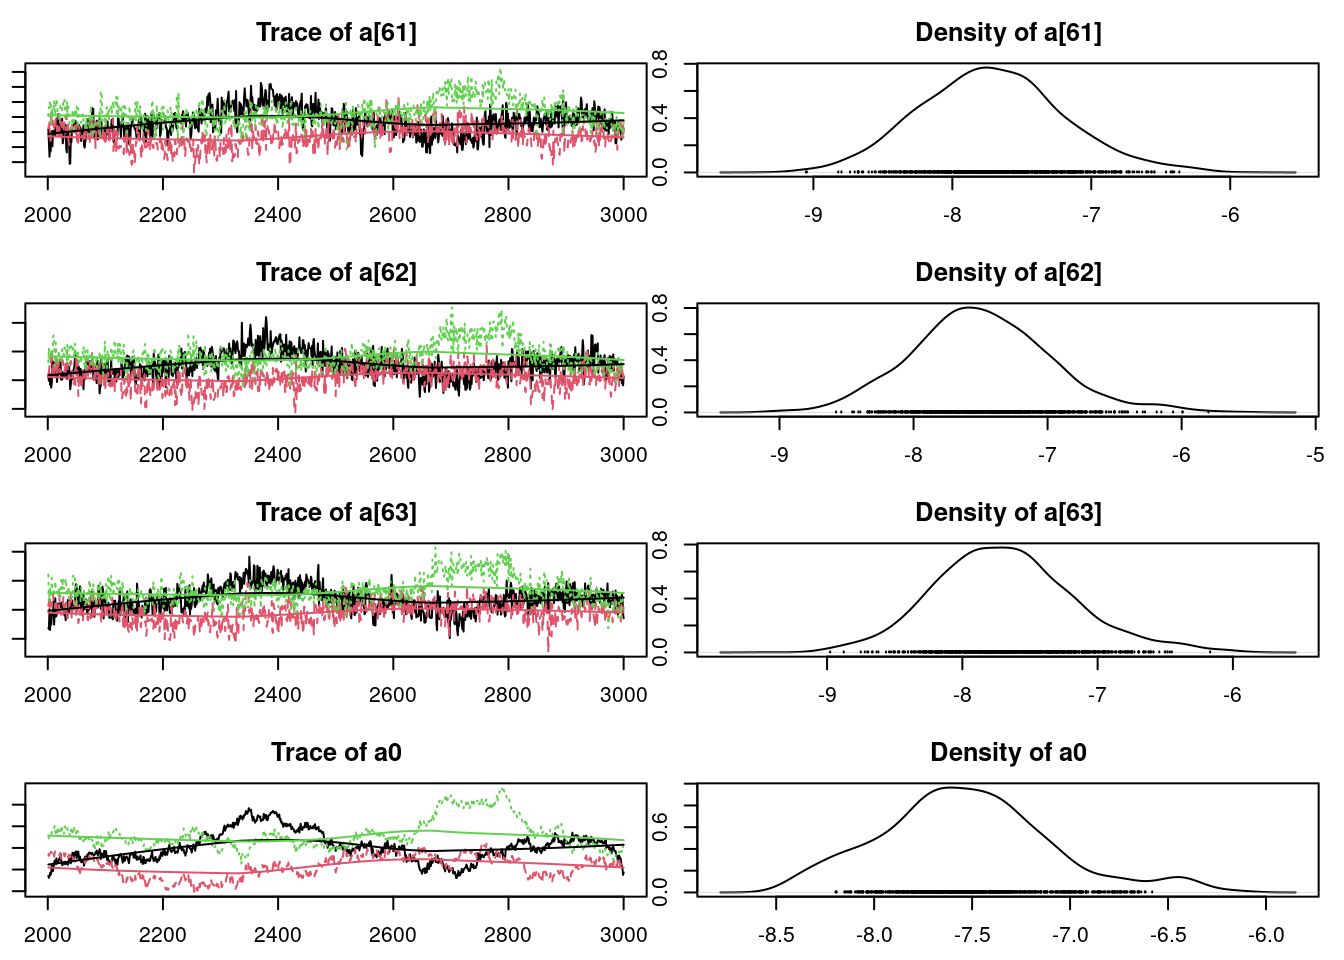 Trace of a[61]
2000 2200 2400 2600 2800 3000
Density of a[61]
0.0 0.4 0.8
-9 -8 -7 -6
Trace of a[62]
2000 2200 2400 2600 2800 3000
Density of a[62]
0.0 0.4 0.8
-9 -8 -7 -6 -5
Trace of a[63]
2000 2200 2400 2600 2800 3000
Density of a[63]
0.0 0.4 0.8
-9 -8 -7 -6
Trace of a0
2000 2200 2400 2600 2800 3000
Density of a0
0.0 0.6
-8.5 -8.0 -7.5 -7.0 -6.5 -6.0